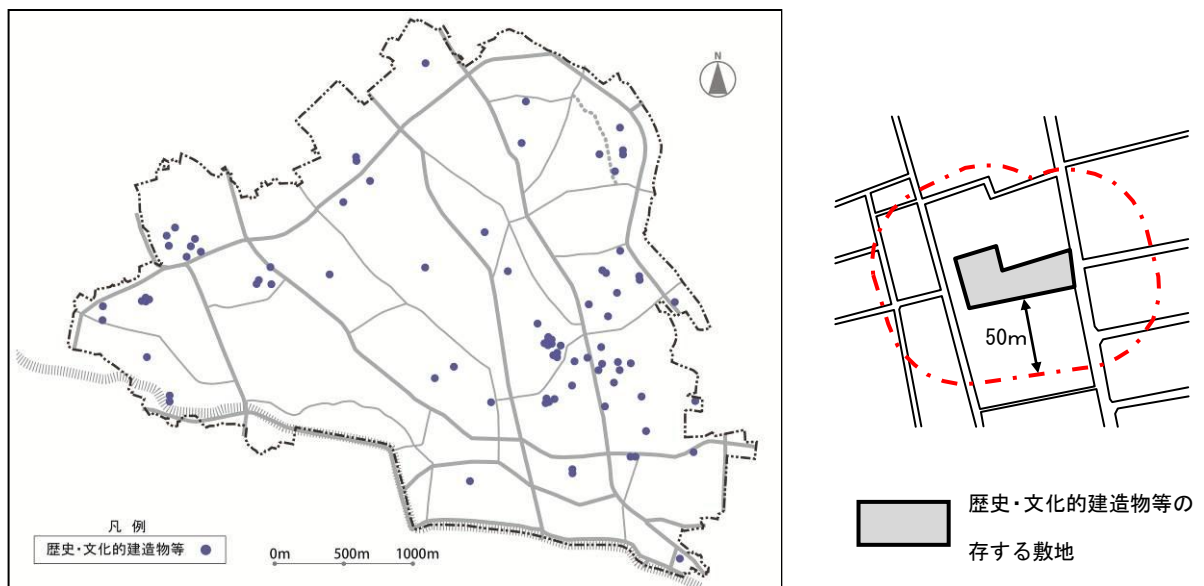 N
凡 例
歴史・文化的建造物等
0m 500m 1000m
50m
歴史・文化的建造物等の
存する敷地